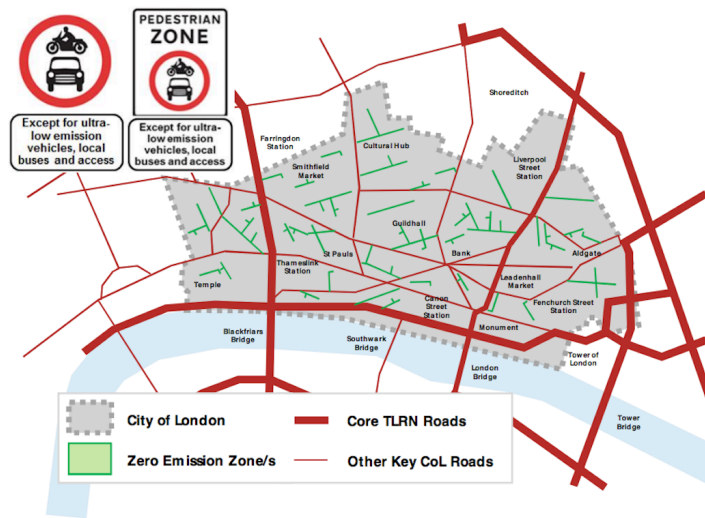 PEDESTRIAN
ZONE
Except for ultra-
low emission
vehicles, local
buses and access
Except for ultra-
low emission
vehicles, local
buses and access
Shoreditch
Farringdon
Station
Cultural Hub
Smithfield
Market
Liverpool
Street
Station
Guildhall
St Pauls
Bank
Aldgate
Thameslink
Station
Temple
Leadenhall
Market
Canon
Street
Station
Fenchurch Street
Station
Monument
Blackfriars
Bridge
Southwark
Bridge
London
Bridge
Tower of
London
Tower
Bridge
City of London
Core TLRN Roads
Zero Emission Zone/s
Other Key CoL Roads